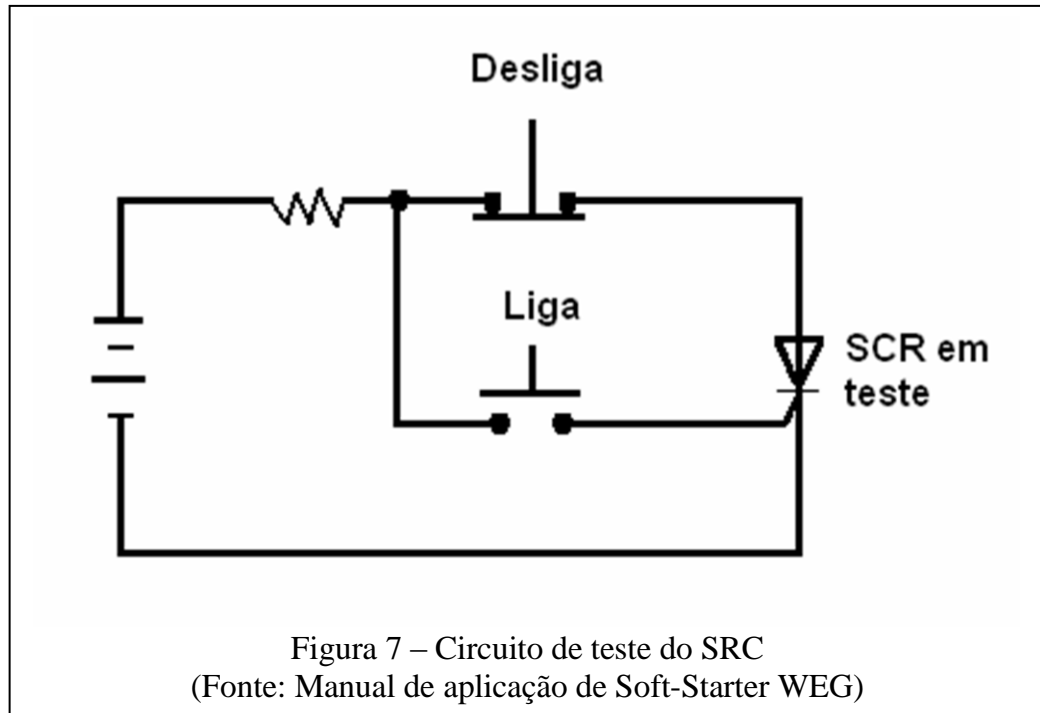 Desliga
Liga
SCR em
teste
Figura 7 – Circuito de teste do SRC
(Fonte: Manual de aplicação de Soft-Starter WEG)